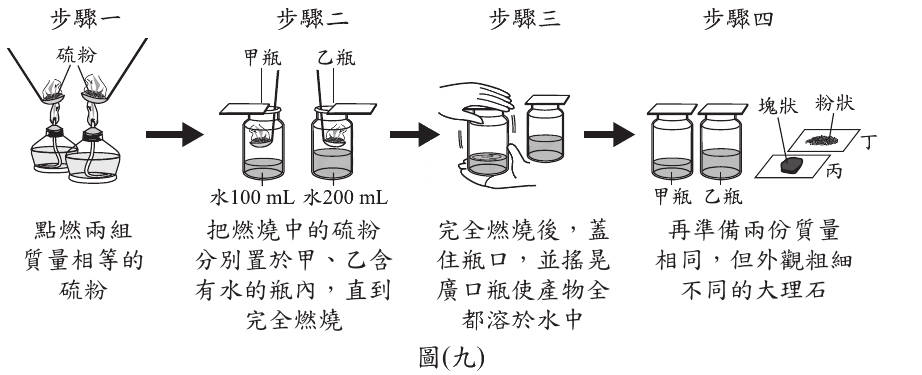 步驟一
步驟二
步驟三
步驟四
硫粉
甲瓶
乙瓶
水100 mL
水200 mL
塊狀
粉狀
丁
丙
甲瓶
乙瓶
點燃兩組
質量相等的
硫粉
把燃燒中的硫粉
分別置於甲、乙含
有水的瓶內，直到
完全燃燒
完全燃燒後，蓋
住瓶口，並搖晃
廣口瓶使產物全
都溶於水中
再準備兩份質量
相同，但外觀粗細
不同的大理石
圖(九)